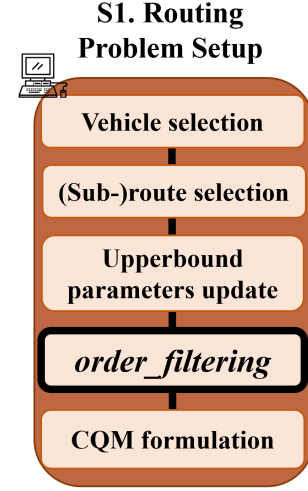 S1. Routing
Problem Setup
Vehicle selection
(Sub-)route selection
Upperbound
parameters update
order_filtering
CQM formulation